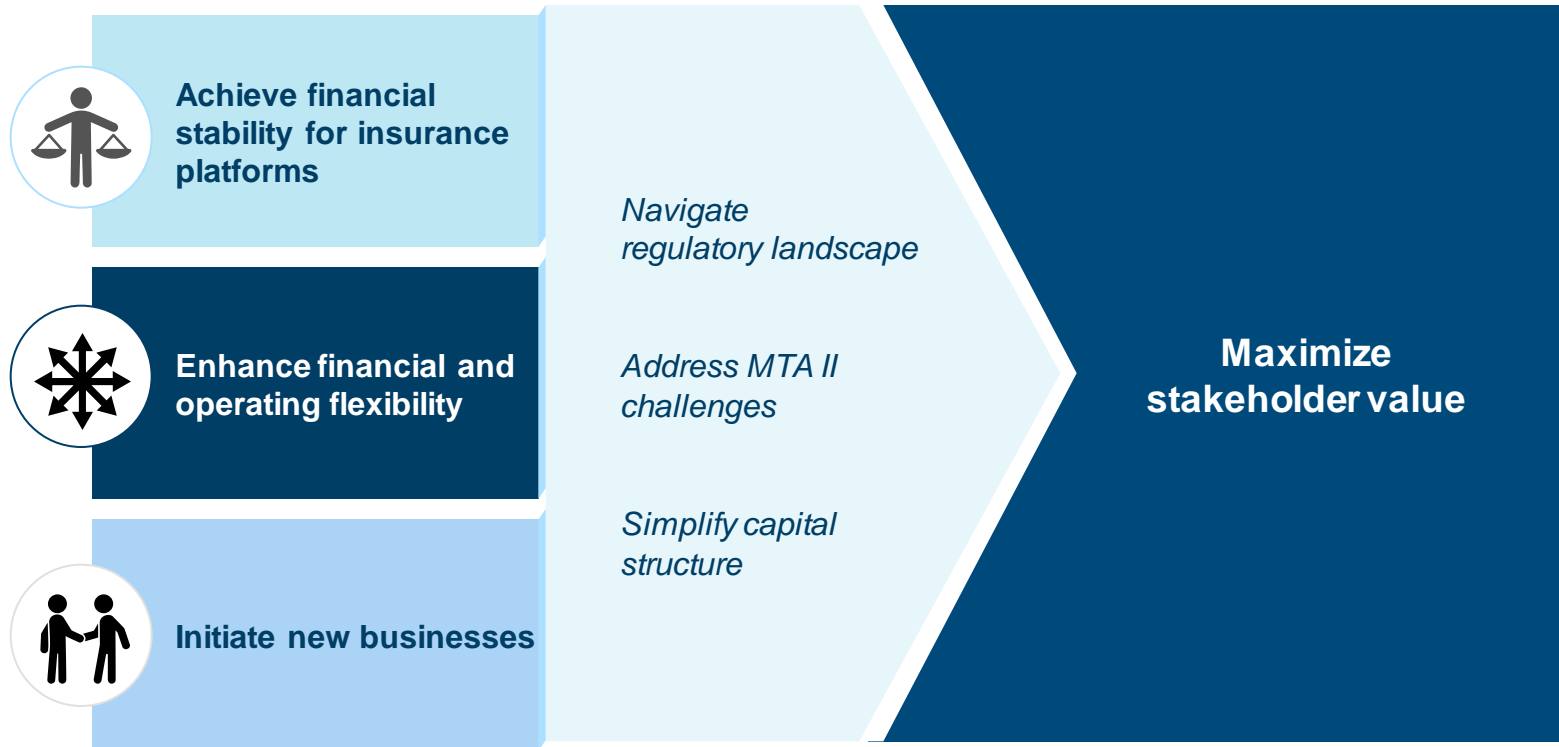 Achieve financial
stability for insurance
platforms
Enhance financial and
operating flexibility
Initiate new businesses
Navigate
regulatory landscape
Address MTA II
challenges
Simplify capital
structure
Maximize
stakeholder value